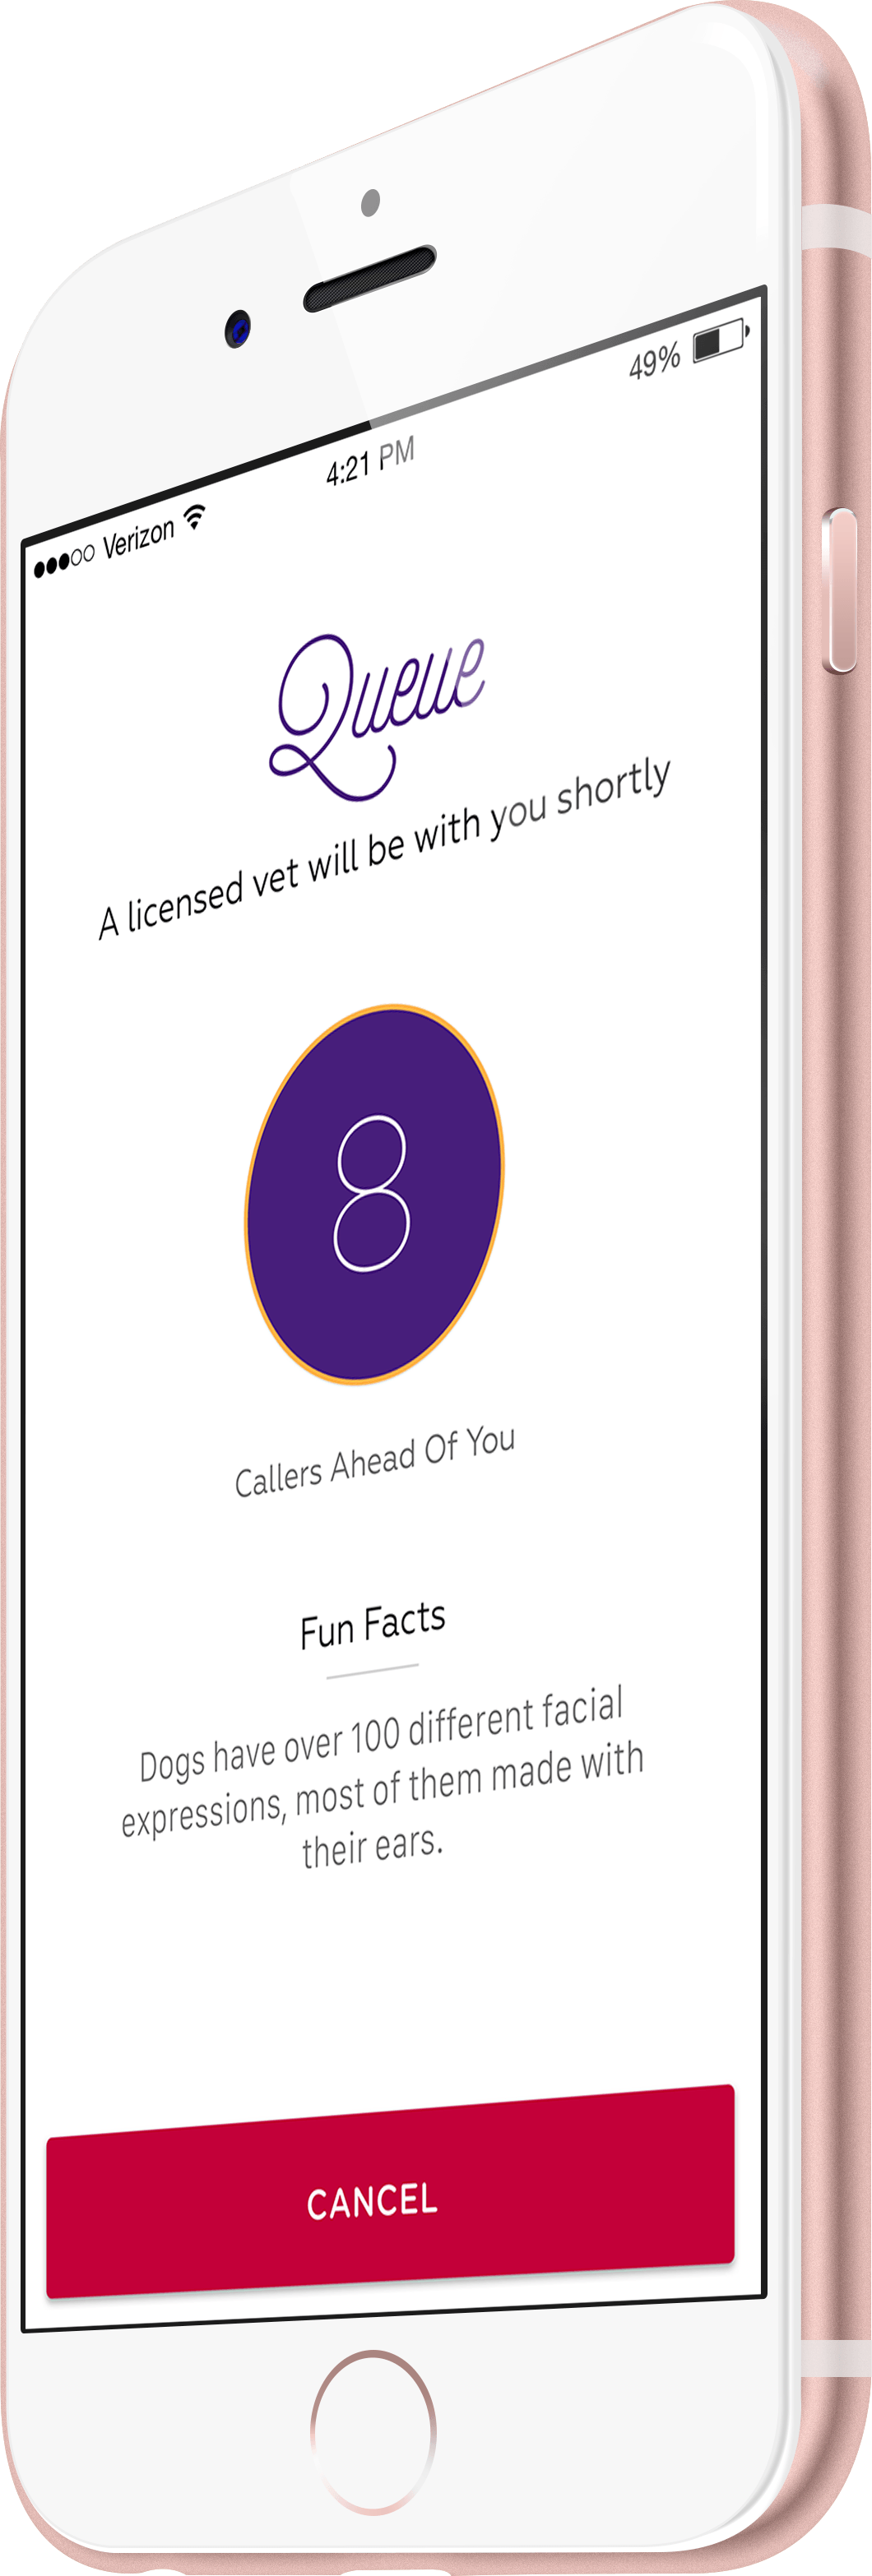 ●●●○○ Verizon 4:21 PM 49%
Queue
A licensed vet will be with you shortly
8
Callers Ahead Of You
Fun Facts
Dogs have over 100 different facial
expressions, most of them made with
their ears.
CANCEL